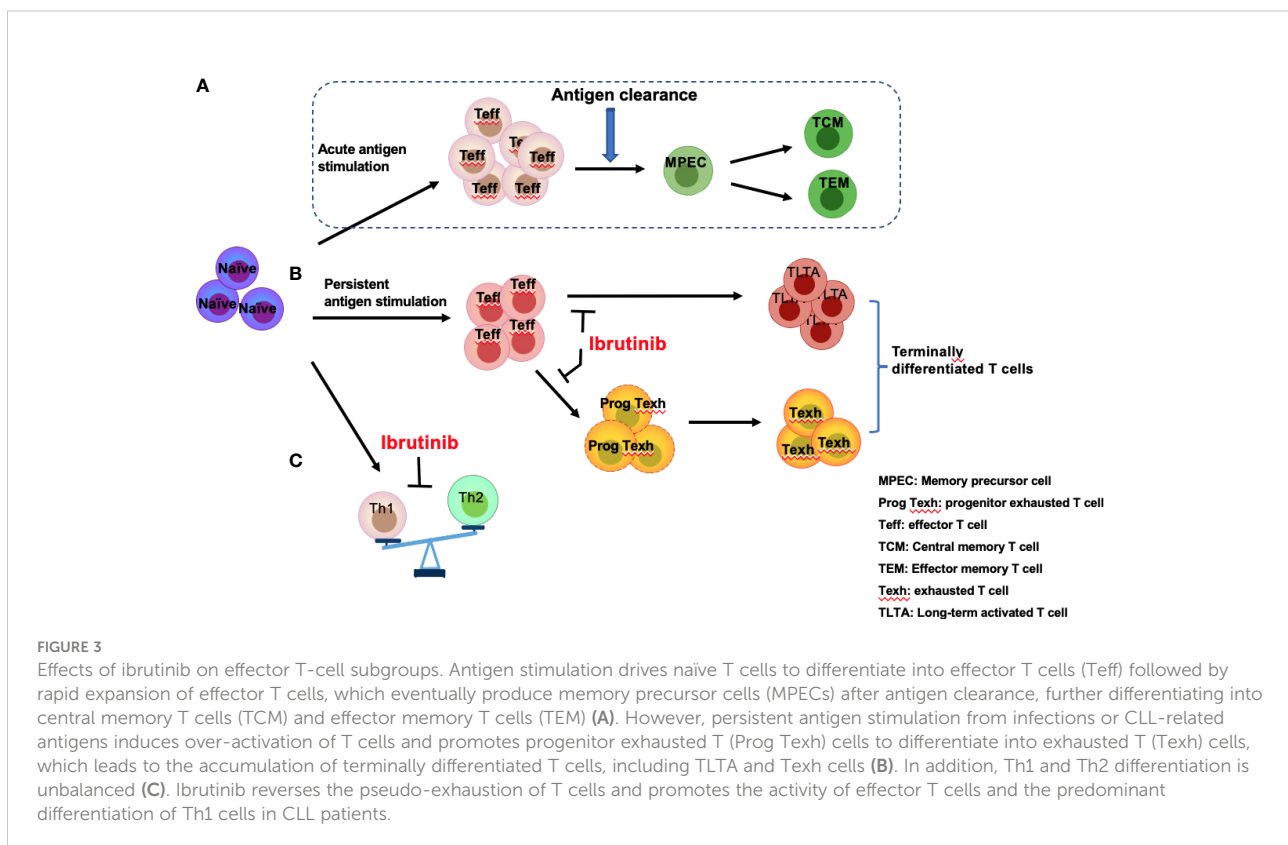 A
Antigen clearance
Acute antigen
stimulation
Teff
Teff
Teff
Teff
Teff
MPEC
TCM
TEM
Naïve
Naïve
Naïve
B
Persistent
antigen stimulation
Teff
Teff
Teff
Teff
TLTA
TLTA
Ibrutinib
Terminally
differentiated T cells
Prog Texh
Prog Texh
Texh
Texh
Texh
Ibrutinib
C
Th1
Th2
MPEC: Memory precursor cell
Prog Texh: progenitor exhausted T cell
Teff: effector T cell
TCM: Central memory T cell
TEM: Effector memory T cell
Texh: exhausted T cell
TLTA: Long-term activated T cell
FIGURE 3
Effects of ibrutinib on effector T-cell subgroups. Antigen stimulation drives naïve T cells to differentiate into effector T cells (Teff) followed by
rapid expansion of effector T cells, which eventually produce memory precursor cells (MPECs) after antigen clearance, further differentiating into
central memory T cells (TCM) and effector memory T cells (TEM) (A). However, persistent antigen stimulation from infections or CLL-related
antigens induces over-activation of T cells and promotes progenitor exhausted T (Prog Texh) cells to differentiate into exhausted T (Texh) cells,
which leads to the accumulation of terminally differentiated T cells, including TLTA and Texh cells (B). In addition, Th1 and Th2 differentiation is
unbalanced (C). Ibrutinib reverses the pseudo-exhaustion of T cells and promotes the activity of effector T cells and the predominant
differentiation of Th1 cells in CLL patients.